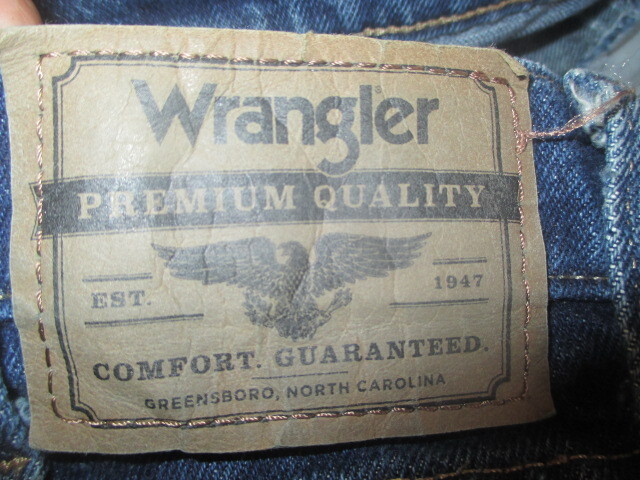 Wrangler
PREMIUM QUALITY
EST. 1947
COMFORT. GUARANTEED.
GREENSBORO, NORTH CAROLINA